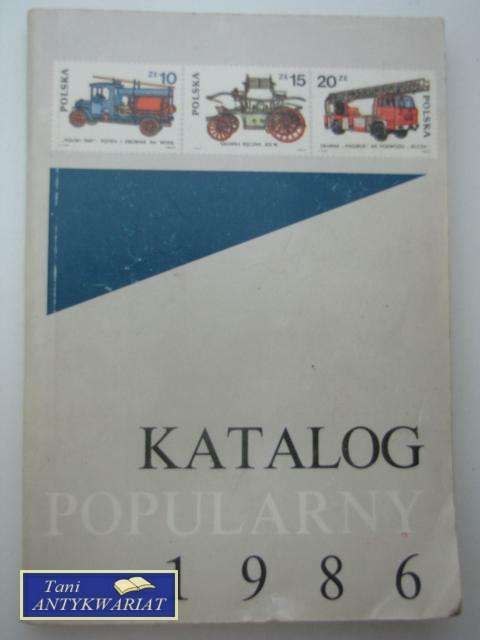 POLSKA
Zł 10
Zł 15
20 Zł
POLSKA
KATALOG
POPULARNY
1986
Tani
ANTYKWARIAT